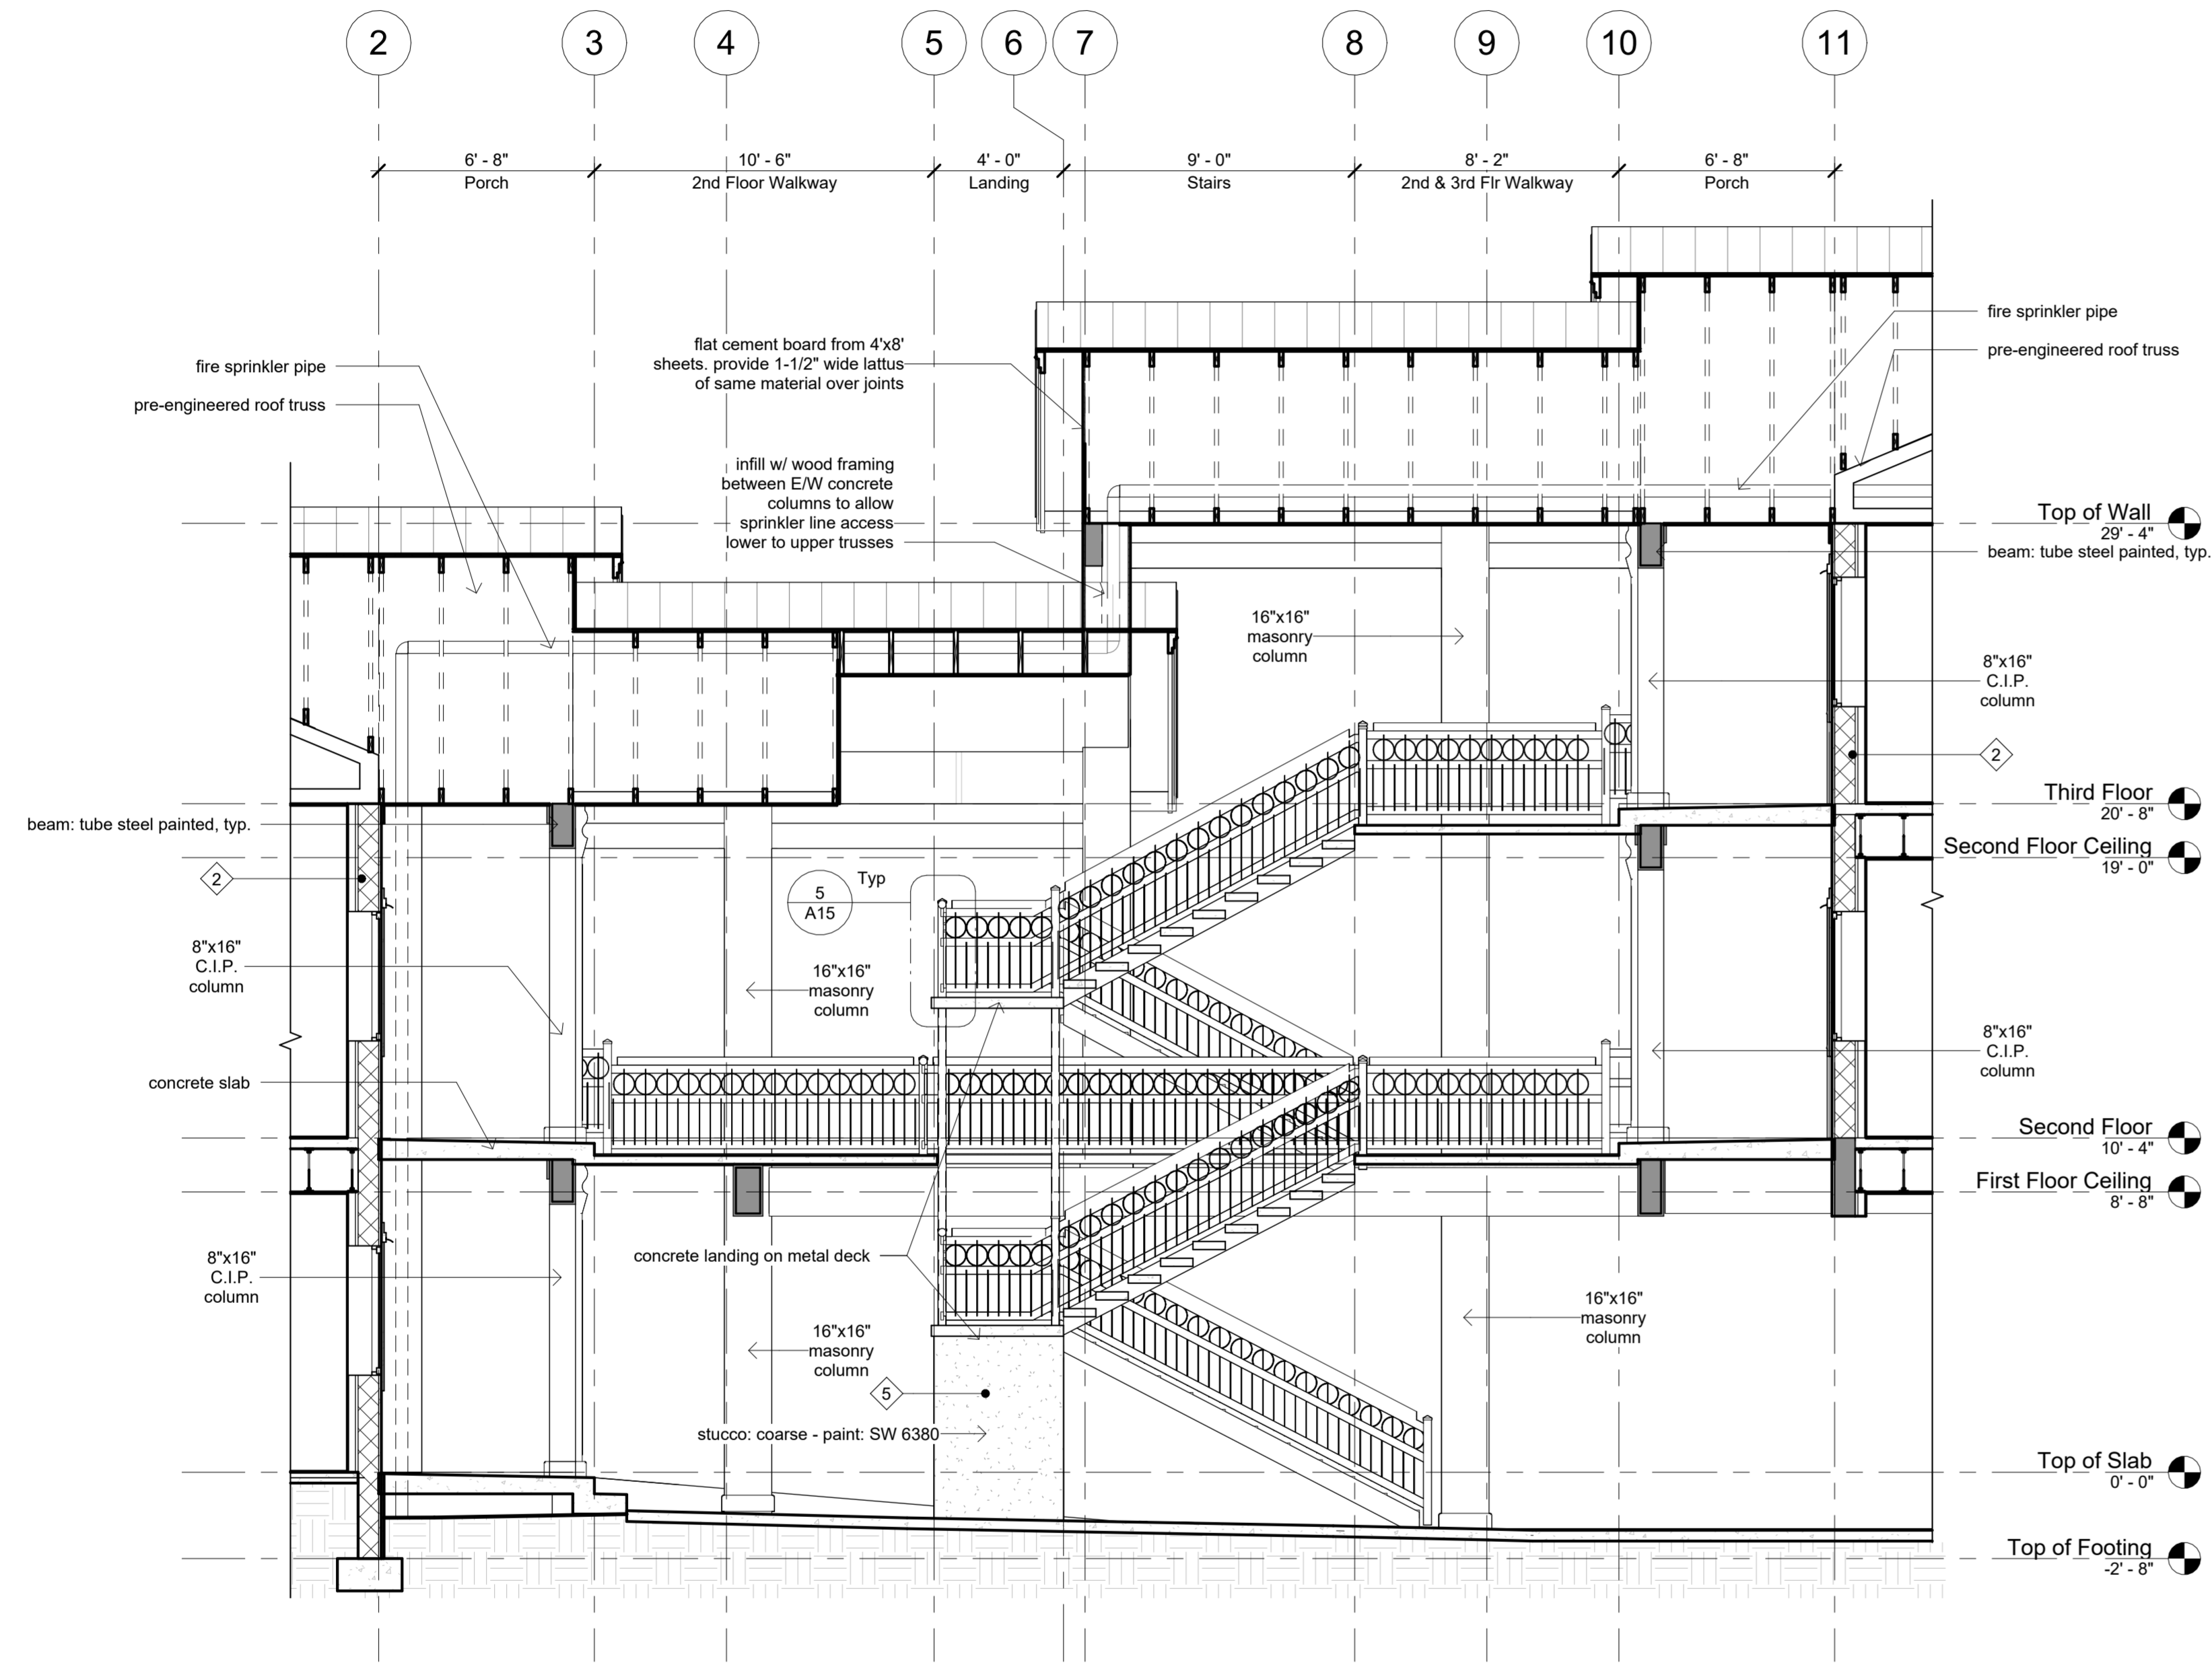 2 3 4 5 6 7 8 9 10 11
6' - 8" 10' - 6" 4' - 0" 9' - 0" 8' - 2" 6' - 8"
Porch 2nd Floor Walkway Landing Stairs 2nd & 3rd Flr Walkway Porch
fire sprinkler pipe
pre-engineered roof truss
flat cement board from 4'x8'
sheets. provide 1-1/2" wide lattus
of same material over joints
infill w/ wood framing
between E/W concrete
columns to allow
sprinkler line access
lower to upper trusses
fire sprinkler pipe
pre-engineered roof truss
Top of Wall
29' - 4"
beam: tube steel painted, typ.
16"x16"
masonry
column
8"x16"
C.I.P.
column
2
Third Floor
20' - 8"
Second Floor Ceiling
19' - 0"
beam: tube steel painted, typ.
2
5
A15
Typ
8"x16"
C.I.P.
column
16"x16"
masonry
column
8"x16"
C.I.P.
column
concrete slab
Second Floor
10' - 4"
First Floor Ceiling
8' - 8"
concrete landing on metal deck
8"x16"
C.I.P.
column
16"x16"
masonry
column
16"x16"
masonry
column
5
stucco: coarse - paint: SW 6380
Top of Slab
0' - 0"
Top of Footing
-2' - 8"